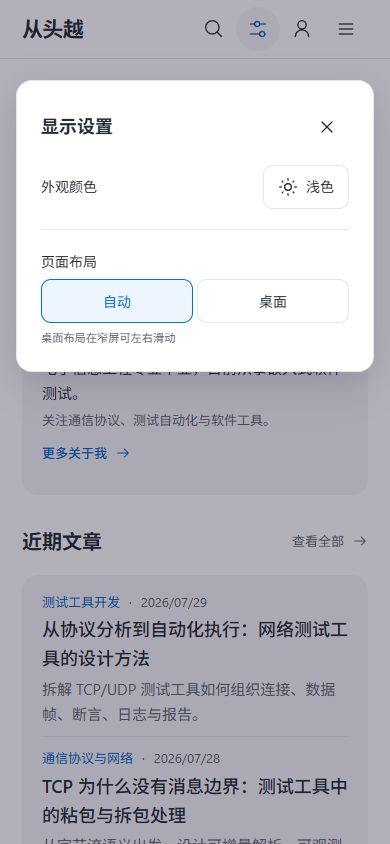 从头越
显示设置
外观颜色
浅色
页面布局
自动
桌面
桌面布局在窄屏可左右滑动
测试。
关注通信协议、测试自动化与软件工具。
更多关于我 →
近期文章
查看全部 →
测试工具开发 · 2026/07/29
从协议分析到自动化执行：网络测试工
具的设计方法
拆解 TCP/UDP 测试工具如何组织连接、数据
帧、断言、日志与报告。
通信协议与网络 · 2026/07/28
TCP 为什么没有消息边界：测试工具中
的粘包与拆包处理